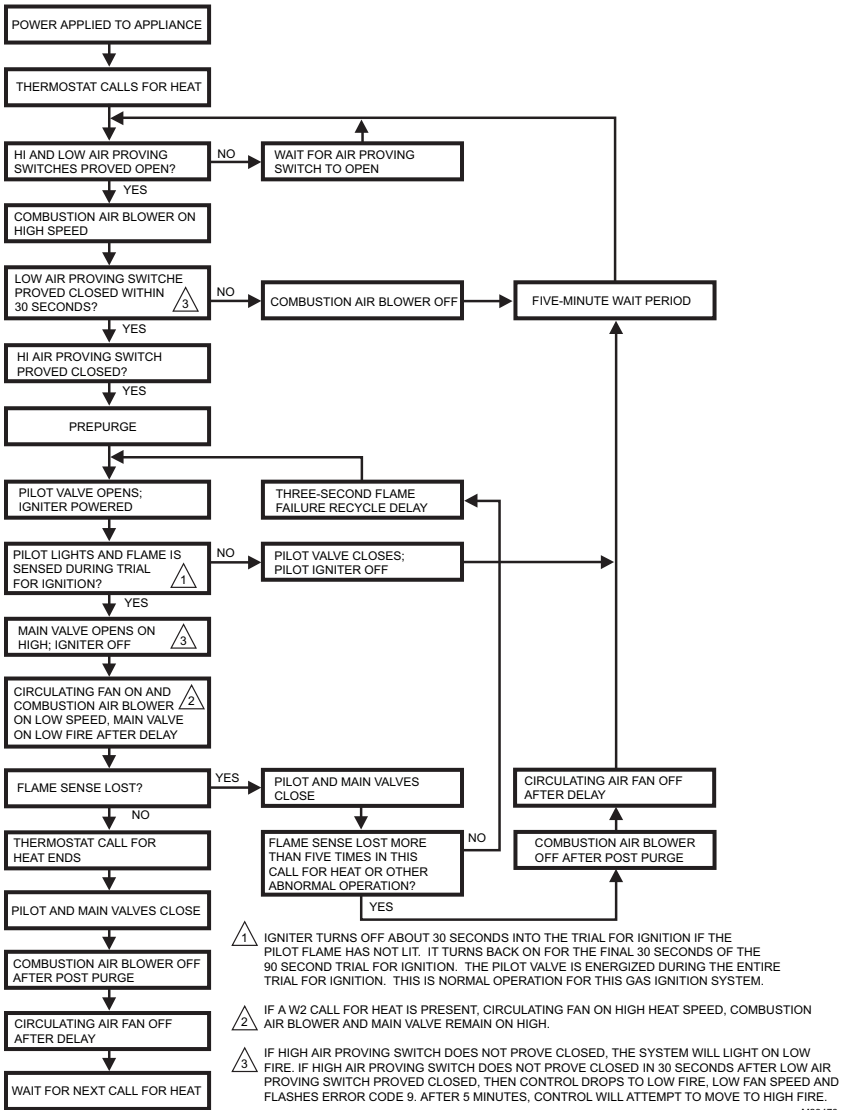 POWER APPLIED TO APPLIANCE
THERMOSTAT CALLS FOR HEAT
HI AND LOW AIR PROVING
SWITCHES PROVED OPEN?
NO
WAIT FOR AIR PROVING
SWITCH TO OPEN
YES
COMBUSTION AIR BLOWER ON
HIGH SPEED
LOW AIR PROVING SWITCHE
PROVED CLOSED WITHIN
30 SECONDS?
3
NO
COMBUSTION AIR BLOWER OFF
FIVE-MINUTE WAIT PERIOD
YES
HI AIR PROVING SWITCH
PROVED CLOSED?
YES
PREPURGE
PILOT VALVE OPENS;
IGNITER POWERED
THREE-SECOND FLAME
FAILURE RECYCLE DELAY
PILOT LIGHTS AND FLAME IS
SENSED DURING TRIAL
FOR IGNITION?
1
NO
PILOT VALVE CLOSES;
PILOT IGNITER OFF
YES
MAIN VALVE OPENS ON
HIGH; IGNITER OFF
3
CIRCULATING FAN ON AND
COMBUSTION AIR BLOWER
ON LOW SPEED, MAIN VALVE
ON LOW FIRE AFTER DELAY
2
FLAME SENSE LOST?
YES
PILOT AND MAIN VALVES
CLOSE
CIRCULATING AIR FAN OFF
AFTER DELAY
NO
THERMOSTAT CALL FOR
HEAT ENDS
FLAME SENSE LOST MORE
THAN FIVE TIMES IN THIS
CALL FOR HEAT OR OTHER
ABNORMAL OPERATION?
NO
COMBUSTION AIR BLOWER
OFF AFTER POST PURGE
YES
PILOT AND MAIN VALVES CLOSE
COMBUSTION AIR BLOWER OFF
AFTER POST PURGE
CIRCULATING AIR FAN OFF
AFTER DELAY
WAIT FOR NEXT CALL FOR HEAT
1 IGNITER TURNS OFF ABOUT 30 SECONDS INTO THE TRIAL FOR IGNITION IF THE
PILOT FLAME HAS NOT LIT. IT TURNS BACK ON FOR THE FINAL 30 SECONDS OF THE
90 SECOND TRIAL FOR IGNITION. THE PILOT VALVE IS ENERGIZED DURING THE ENTIRE
TRIAL FOR IGNITION. THIS IS NORMAL OPERATION FOR THIS GAS IGNITION SYSTEM.
2 IF A W2 CALL FOR HEAT IS PRESENT, CIRCULATING FAN ON HIGH HEAT SPEED, COMBUSTION
AIR BLOWER AND MAIN VALVE REMAIN ON HIGH.
3 IF HIGH AIR PROVING SWITCH DOES NOT PROVE CLOSED, THE SYSTEM WILL LIGHT ON LOW
FIRE. IF HIGH AIR PROVING SWITCH DOES NOT PROVE CLOSED IN 30 SECONDS AFTER LOW AIR
PROVING SWITCH PROVED CLOSED, THEN CONTROL DROPS TO LOW FIRE, LOW FAN SPEED AND
FLASHES ERROR CODE 9. AFTER 5 MINUTES, CONTROL WILL ATTEMPT TO MOVE TO HIGH FIRE.